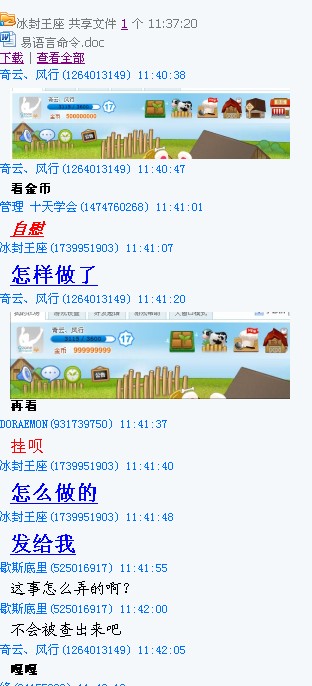 冰封王座 共享文件 1 个 11:37:20
易语言命令.doc
下载 | 查看全部
奇云、风行(1264013149) 11:40:38
奇云、风行
17
金币 500000000
奇云、风行(1264013149) 11:40:47
看金币
管理 十天学会(1474760268) 11:41:01
自慰
冰封王座(1739951903) 11:41:07
怎样做了
奇云、风行(1264013149) 11:41:20
奇云、风行
17
金币 999999999
再看
DORAEMON(931739750) 11:41:37
挂呗
冰封王座(1739951903) 11:41:40
怎么做的
冰封王座(1739951903) 11:41:48
发给我
歇斯底里(525016917) 11:41:55
这事怎么弄的啊？
歇斯底里(525016917) 11:42:00
不会被查出来吧
奇云、风行(1264013149) 11:42:05
嘿嘿